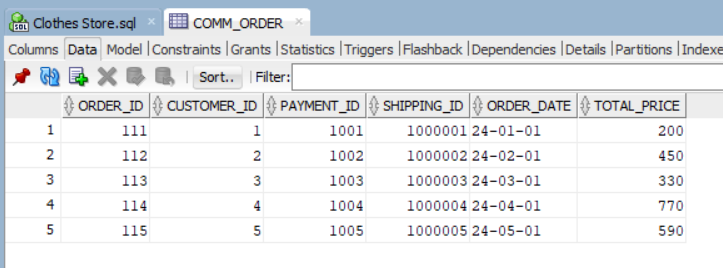 Clothes Store.sql × COMM_ORDER ×
Columns Data Model |Constraints |Grants |Statistics |Triggers |Flashback |Dependencies |Details |Partitions |Indexe
Sort.. Filter:
ORDER_ID CUSTOMER_ID PAYMENT_ID SHIPPING_ID ORDER_DATE TOTAL_PRICE
1 111 1 1001 1000001 24-01-01 200
2 112 2 1002 1000002 24-02-01 450
3 113 3 1003 1000003 24-03-01 330
4 114 4 1004 1000004 24-04-01 770
5 115 5 1005 1000005 24-05-01 590